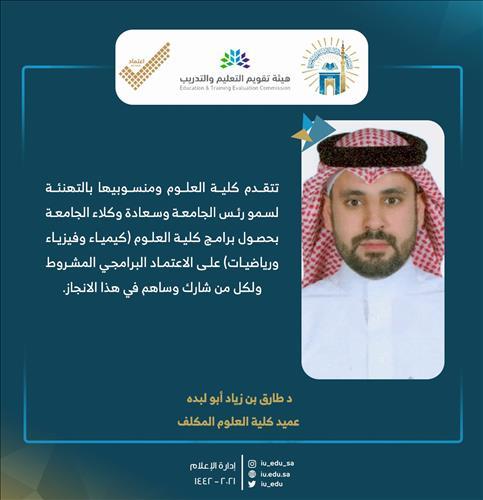 اعتماد
هيئة تقويم التعليم والتدريب
Education & Training Evaluation Commission
تتقدم كلية العلوم ومنسوبيها بالتهنئة
لسمو رئس الجامعة وسعادة وكلاء الجامعة
بحصول برامج كلية العلوم (كيمياء وفيزياء
ورياضيات) على الاعتماد البرامجي المشروط
ولكل من شارك وساهم في هذا الانجاز.
د طارق بن زياد أبو لبده
عميد كلية العلوم المكلف
إدارة الإعلام
٢٠٢١ - ١٤٤٢
iu_edu_sa
iu.edu.sa
iu_edu